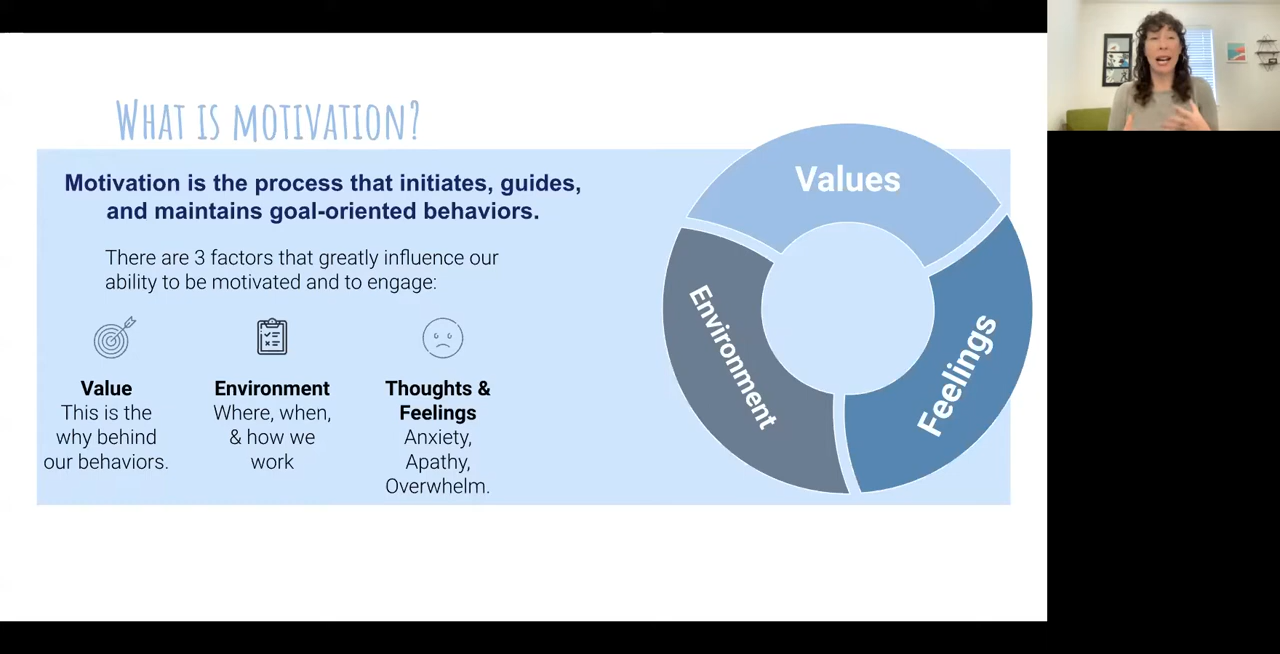 What is motivation?
Motivation is the process that initiates, guides,
and maintains goal-oriented behaviors.
There are 3 factors that greatly influence our
ability to be motivated and to engage:
Value
This is the
why behind
our behaviors.
Environment
Where, when,
& how we
work
Thoughts &
Feelings
Anxiety,
Apathy,
Overwhelm.
Values
Environment
Feelings